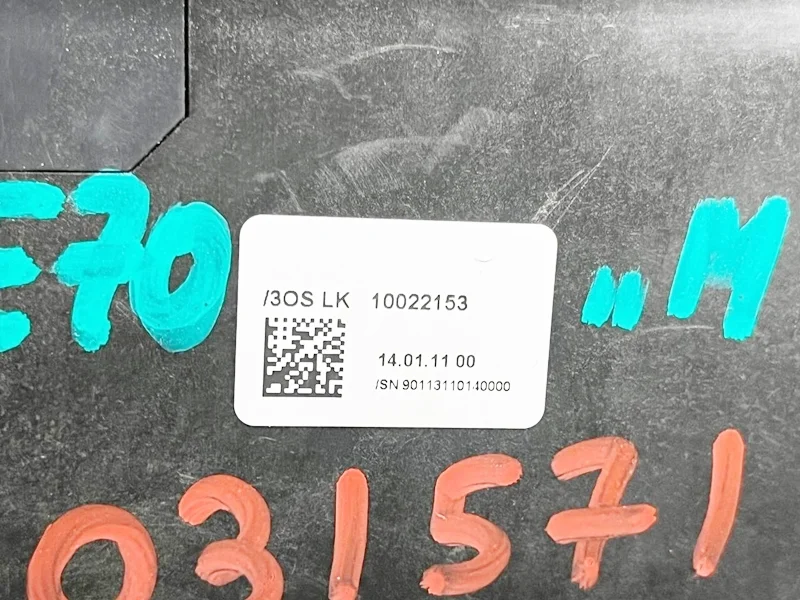 E70
„M
/3OS LK 10022153
14.01.11 00
/SN 90113110140000
031571